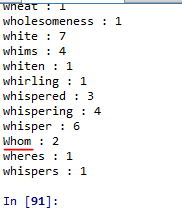 wheat : 1
wholesomeness : 1
white : 7
whims : 4
whiten : 1
whirling : 1
whispered : 3
whispering : 4
whisper : 6
Whom : 2
wheres : 1
whispers : 1
In [91]: